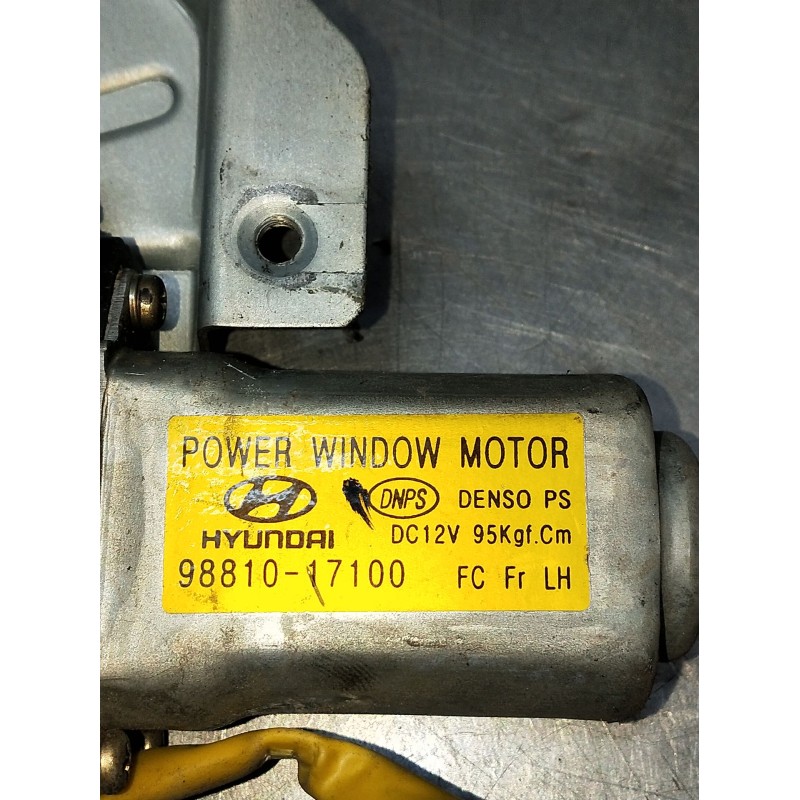 POWER WINDOW MOTOR
DNPS DENSO PS
HYUNDAI DC12V 95Kgf.Cm
98810-17100 FC Fr LH